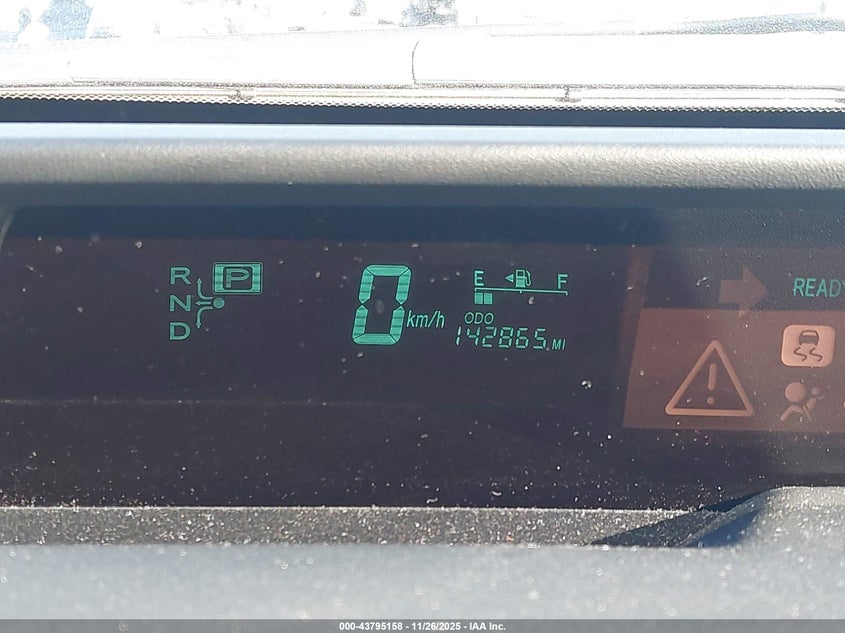 R P
N
D
0 km/h
E F
ODO
142865.MI
READY
000-43795158 - 11/26/2025 - IAA Inc.